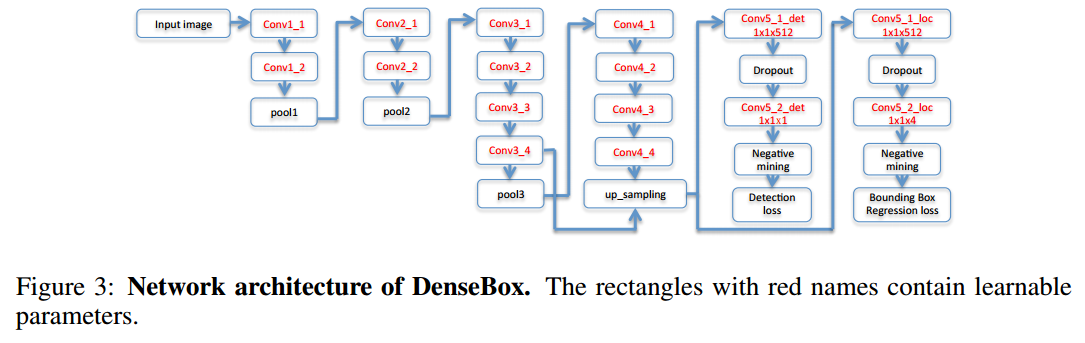 Input image
Conv1_1
Conv1_2
pool1
Conv2_1
Conv2_2
pool2
Conv3_1
Conv3_2
Conv3_3
Conv3_4
pool3
Conv4_1
Conv4_2
Conv4_3
Conv4_4
up_sampling
Conv5_1_det
1x1x512
Dropout
Conv5_2_det
1x1x1
Negative
mining
Detection
loss
Conv5_1_loc
1x1x512
Dropout
Conv5_2_loc
1x1x4
Negative
mining
Bounding Box
Regression loss
Figure 3: Network architecture of DenseBox. The rectangles with red names contain learnable
parameters.